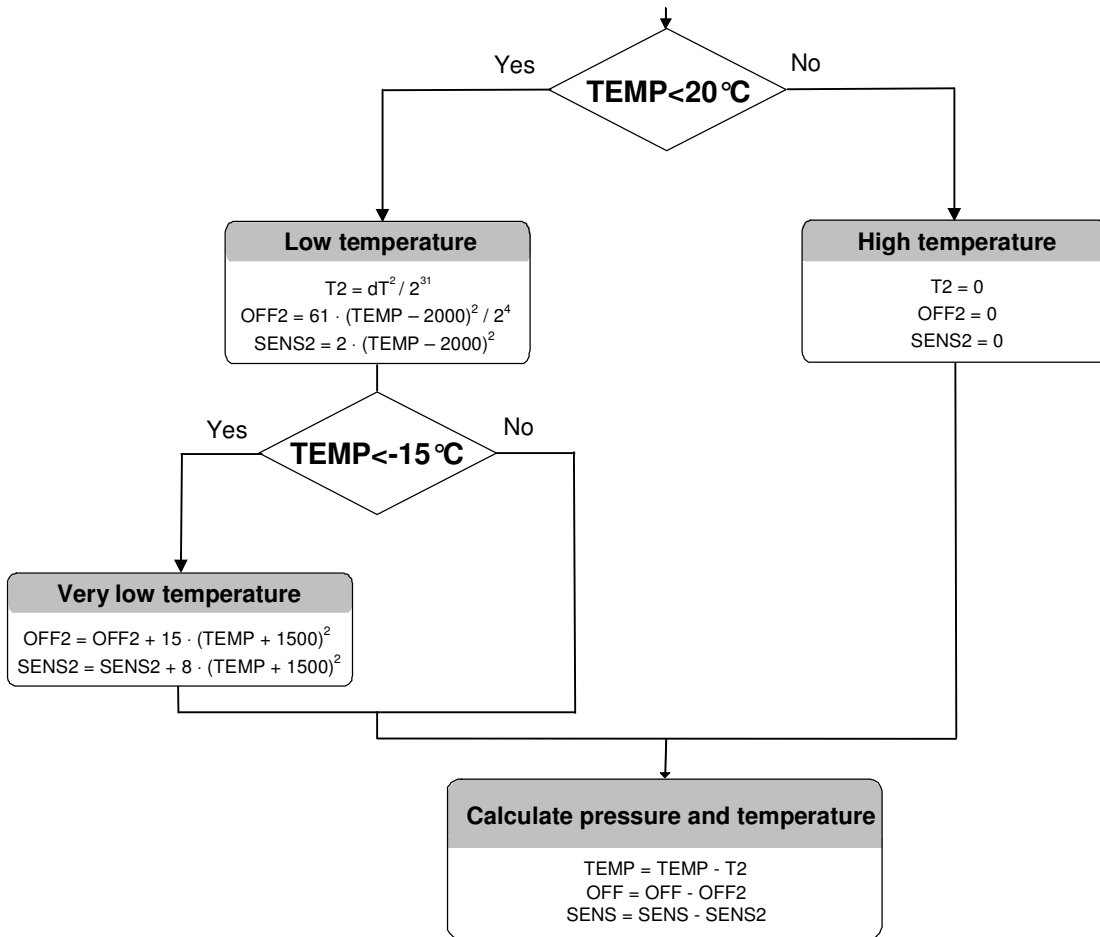 Yes
No
TEMP<20°C
Low temperature
T2 = dT² / 2³¹
OFF2 = 61 · (TEMP – 2000)² / 2⁴
SENS2 = 2 · (TEMP – 2000)²
High temperature
T2 = 0
OFF2 = 0
SENS2 = 0
Yes
No
TEMP<-15°C
Very low temperature
OFF2 = OFF2 + 15 · (TEMP + 1500)²
SENS2 = SENS2 + 8 · (TEMP + 1500)²
Calculate pressure and temperature
TEMP = TEMP - T2
OFF = OFF - OFF2
SENS = SENS - SENS2